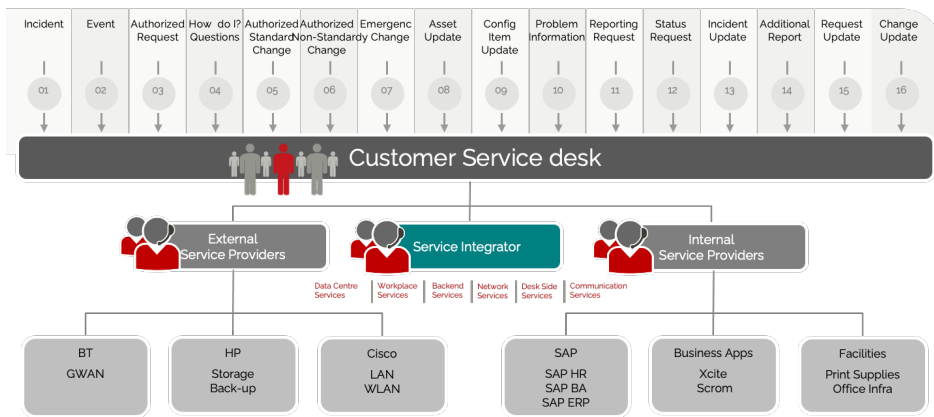 Incident
Event
Authorized
Request
How do I?
Questions
Authorized
Standard
Change
Authorized
Non-Standard
Change
Emergency Change
Asset
Update
Config
Item
Update
Problem
Information
Reporting
Request
Status
Request
Incident
Update
Additional
Report
Request
Update
Change
Update
01
02
03
04
05
06
07
08
09
10
11
12
13
14
15
16
Customer Service desk
External
Service Providers
Service Integrator
Internal
Service Providers
Data Centre
Services
Workplace
Services
Backend
Services
Network
Services
Desk Side
Services
Communication
Services
BT
GWAN
HP
Storage
Back-up
Cisco
LAN
WLAN
SAP
SAP HR
SAP BA
SAP ERP
Business Apps
Xcite
Scrom
Facilities
Print Supplies
Office Infra